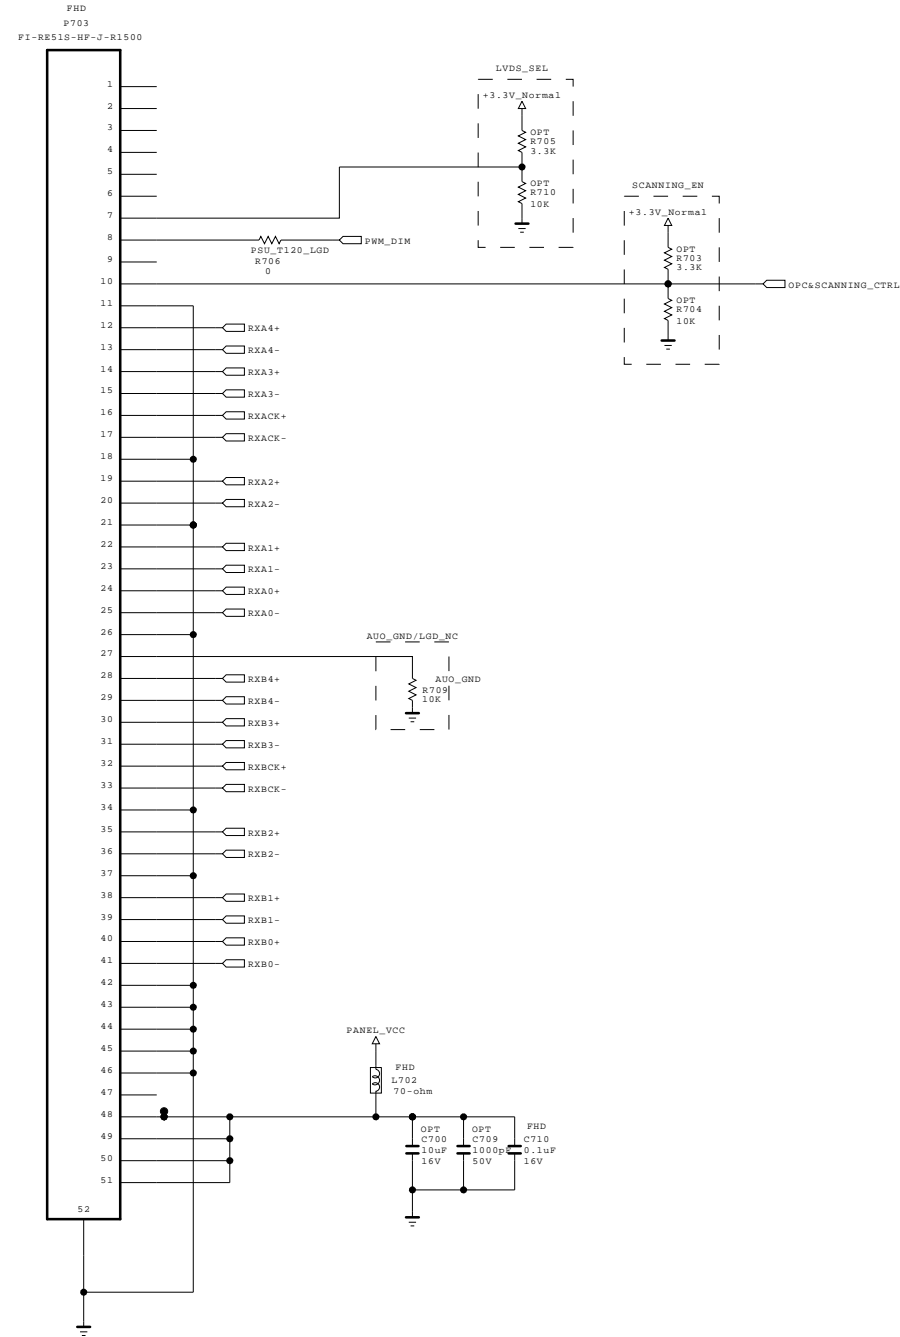 FHD
P703
FI-RE51S-HF-J-R1500
LVDS_SEL
+3.3V_Normal
OPT
R705
3.3K
OPT
R710
10K
SCANNING_EN
+3.3V_Normal
OPT
R703
3.3K
OPT
R704
10K
OPC&SCANNING_CTRL
1
2
3
4
5
6
7
8
PWM_DIM
PSU_T120_LGD
R706
0
9
10
11
12 RXA4+
13 RXA4-
14 RXA3+
15 RXA3-
16 RXACK+
17 RXACK-
18
19 RXA2+
20 RXA2-
21
22 RXA1+
23 RXA1-
24 RXA0+
25 RXA0-
26
AUO_GND/LGD_NC
27
28 RXB4+
AUO_GND
R709
10K
29 RXB4-
30 RXB3+
31 RXB3-
32 RXBCK+
33 RXBCK-
34
35 RXB2+
36 RXB2-
37
38 RXB1+
39 RXB1-
40 RXB0+
41 RXB0-
42
43
44
45
46
47
48
49
50
51
52
PANEL_VCC
FHD
L702
70-ohm
OPT
C700
10uF
16V
OPT
C709
1000pF
50V
FHD
C710
0.1uF
16V